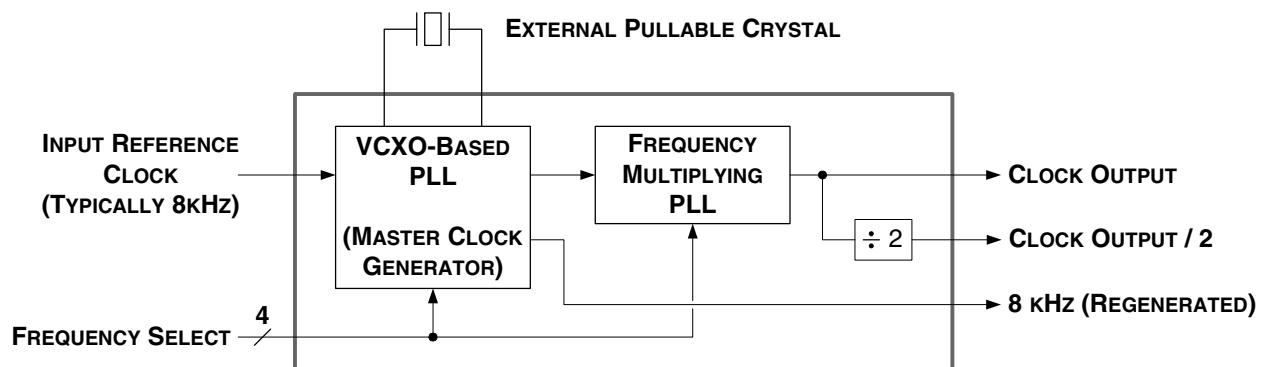 EXTERNAL PULLABLE CRYSTAL
INPUT REFERENCE
CLOCK
(TYPICALLY 8KHZ)
VCXO-BASED
PLL
(MASTER CLOCK
GENERATOR)
FREQUENCY
MULTIPLYING
PLL
CLOCK OUTPUT
÷ 2
CLOCK OUTPUT / 2
8 KHZ (REGENERATED)
FREQUENCY SELECT
4